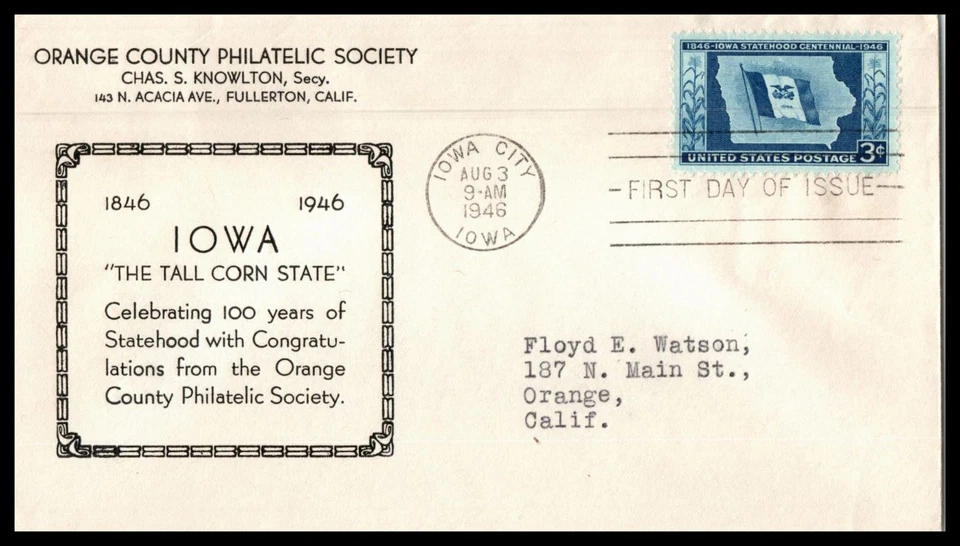 ORANGE COUNTY PHILATELIC SOCIETY
CHAS. S. KNOWLTON, Secy.
143 N. ACACIA AVE., FULLERTON, CALIF.
1846-IOWA STATEHOOD CENTENNIAL-1946
UNITED STATES POSTAGE 3¢
IOWA CITY
AUG 3
9-AM
1946
IOWA
FIRST DAY OF ISSUE
1846 1946
IOWA
"THE TALL CORN STATE"
Celebrating 100 years of
Statehood with Congratu-
lations from the Orange
County Philatelic Society.
Floyd E. Watson,
187 N. Main St.,
Orange,
Calif.